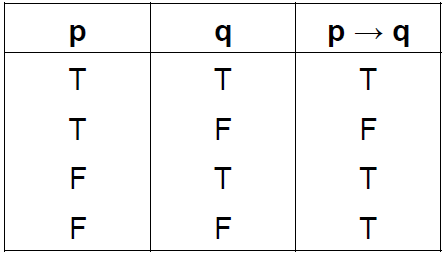 p q p → q
T T T
T F F
F T T
F F T